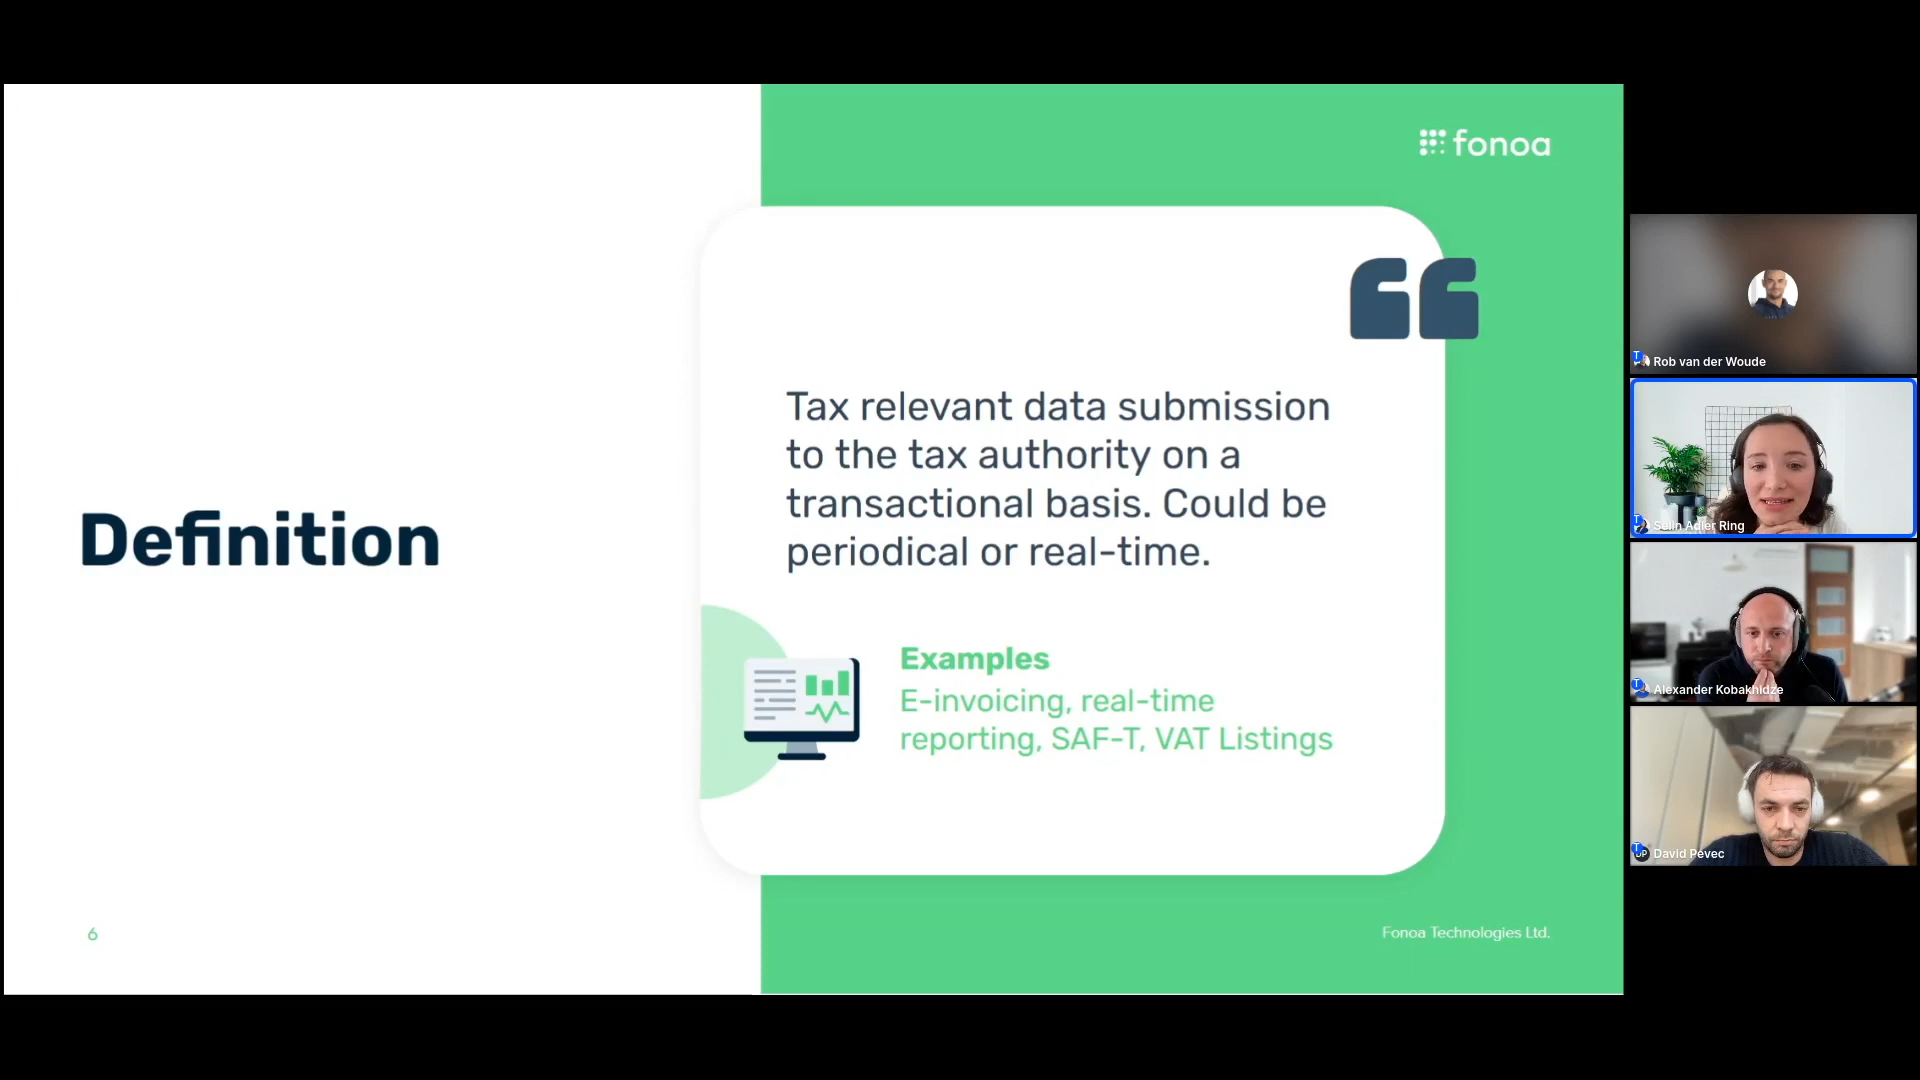 fonoa
Definition
Tax relevant data submission
to the tax authority on a
transactional basis. Could be
periodical or real-time.
Examples
E-invoicing, real-time
reporting, SAF-T, VAT Listings
6
Fonoa Technologies Ltd.
Rob van der Woude
Selin Adler Ring
Alexander Kobakhidze
DP
David Pevec